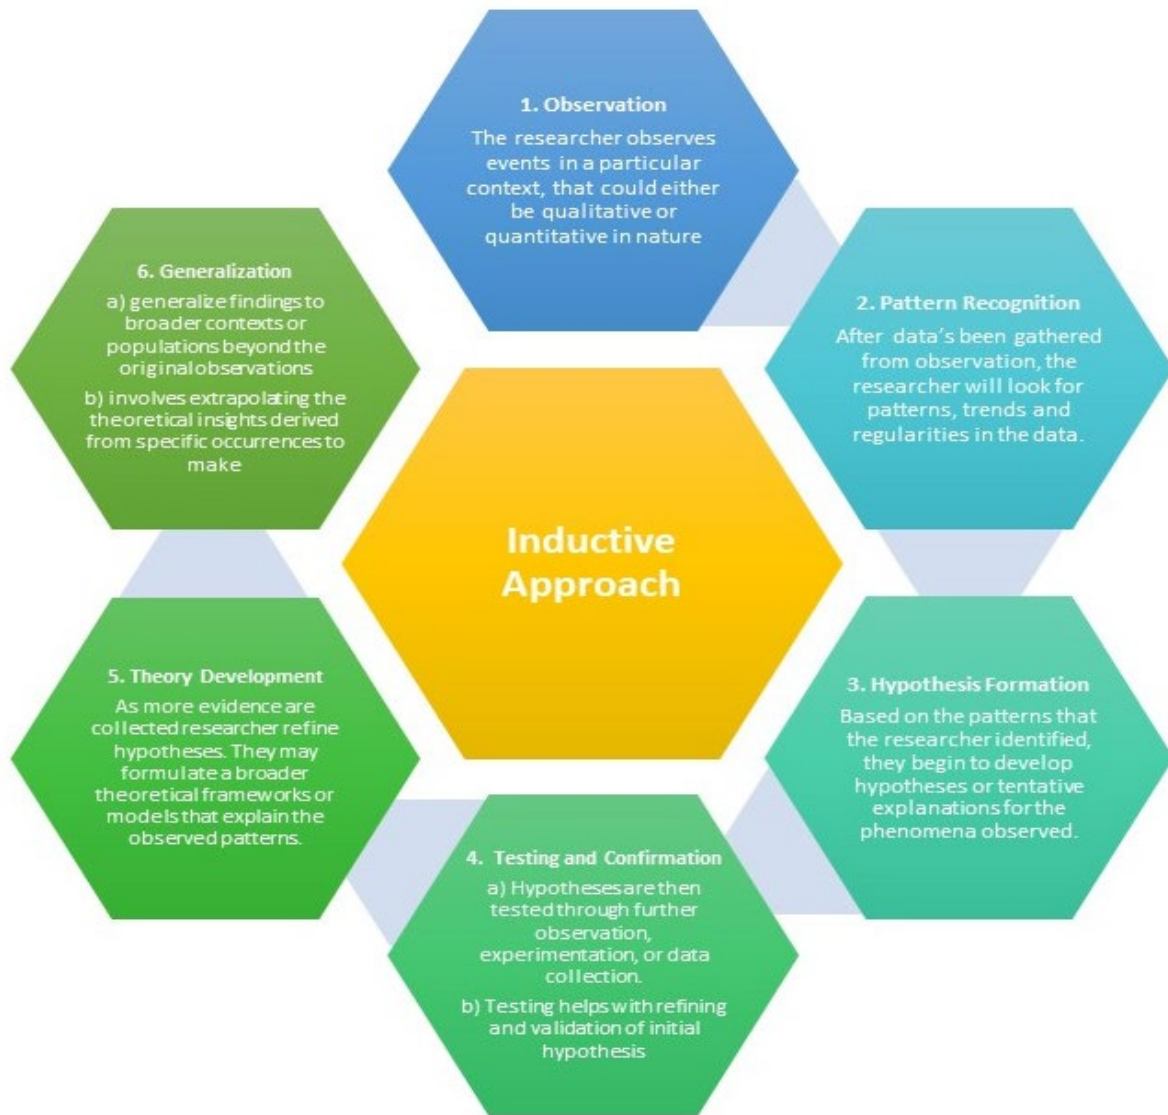 1. Observation
The researcher observes
events in a particular
context, that could either
be qualitative or
quantitative in nature
2. Pattern Recognition
After data’s been gathered
from observation, the
researcher will look for
patterns, trends and
regularities in the data.
3. Hypothesis Formation
Based on the patterns that
the researcher identified,
they begin to develop
hypotheses or tentative
explanations for the
phenomena observed.
4. Testing and Confirmation
a) Hypotheses are then
tested through further
observation,
experimentation, or data
collection.
b) Testing helps with refining
and validation of initial
hypothesis
5. Theory Development
As more evidence are
collected researcher refine
hypotheses. They may
formulate a broader
theoretical frameworks or
models that explain the
observed patterns.
6. Generalization
a) generalize findings to
broader contexts or
populations beyond the
original observations
b) involves extrapolating the
theoretical insights derived
from specific occurrences to
make
Inductive
Approach